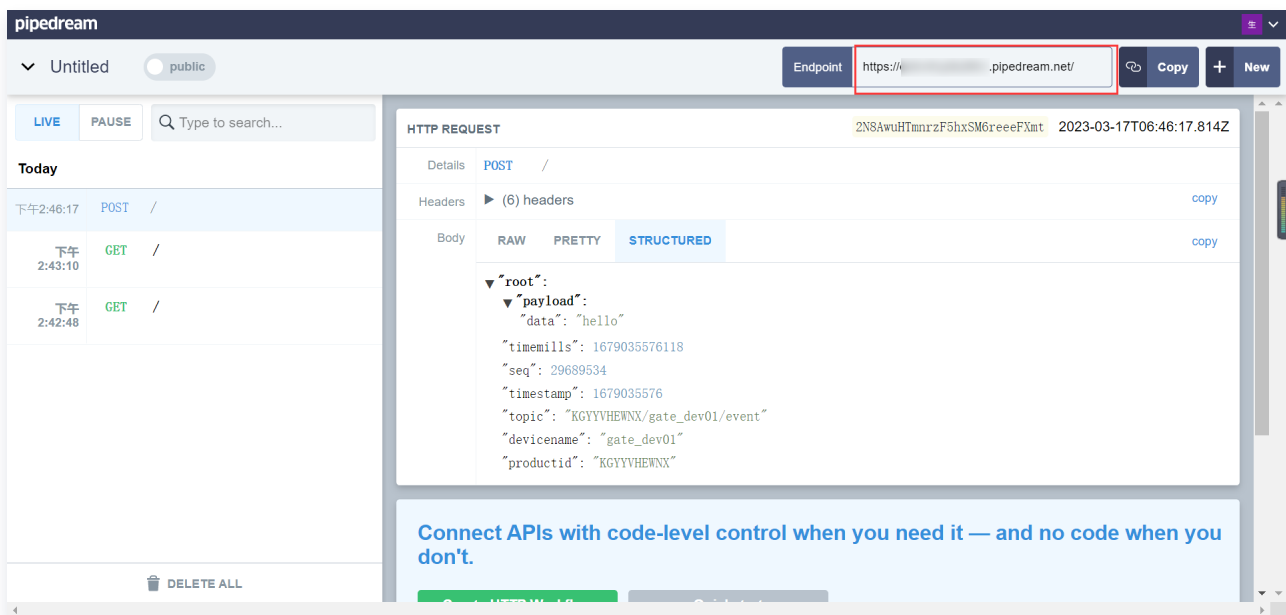 pipedream
生
Untitled
public
Endpoint
https://
.pipedream.net/
Copy
New
LIVE
PAUSE
Type to search...
Today
下午2:46:17 POST /
下午
2:43:10
GET /
下午
2:42:48
GET /
DELETE ALL
HTTP REQUEST
2N8AwuHTmnrzF5hxSM6reeeFXmt 2023-03-17T06:46:17.814Z
Details POST /
Headers (6) headers copy
Body RAW PRETTY STRUCTURED copy
"root":
"payload":
"data": "hello"
"timemills": 1679035576118
"seq": 29689534
"timestamp": 1679035576
"topic": "KGYYVHEWNX/gate_dev01/event"
"devicename": "gate_dev01"
"productid": "KGYYVHEWNX"
Connect APIs with code-level control when you need it — and no code when you
don't.